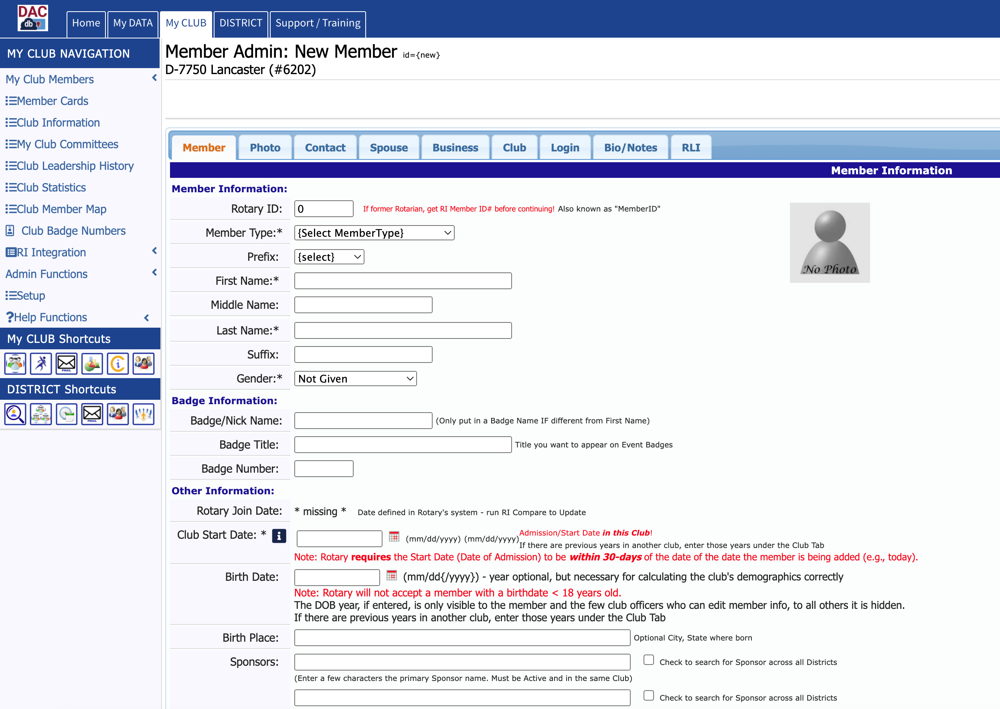 DAC
db
Home
My DATA
My CLUB
DISTRICT
Support / Training
MY CLUB NAVIGATION
My Club Members
Member Cards
Club Information
My Club Committees
Club Leadership History
Club Statistics
Club Member Map
Club Badge Numbers
RI Integration
Admin Functions
Setup
?Help Functions
My CLUB Shortcuts
PMAIL
DISTRICT Shortcuts
PMAIL
Member Admin: New Member id={new}
D-7750 Lancaster (#6202)
Member
Photo
Contact
Spouse
Business
Club
Login
Bio/Notes
RLI
Member Information
Member Information:
Rotary ID: 0 If former Rotarian, get RI Member ID# before continuing! Also known as "MemberID"
No Photo
Member Type:* {Select MemberType}
Prefix: {select}
First Name:*
Middle Name:
Last Name:*
Suffix:
Gender:* Not Given
Badge Information:
Badge/Nick Name: (Only put in a Badge Name IF different from First Name)
Badge Title: Title you want to appear on Event Badges
Badge Number:
Other Information:
Rotary Join Date: * missing * Date defined in Rotary's system - run RI Compare to Update
Club Start Date: * (mm/dd/yyyy) (mm/dd/yyyy) Admission/Start Date in this Club!
If there are previous years in another club, enter those years under the Club Tab
Note: Rotary requires the Start Date (Date of Admission) to be within 30-days of the date of the date the member is being added (e.g., today).
Birth Date: (mm/dd{/yyyy}) - year optional, but necessary for calculating the club's demographics correctly
Note: Rotary will not accept a member with a birthdate < 18 years old.
The DOB year, if entered, is only visible to the member and the few club officers who can edit member info, to all others it is hidden.
If there are previous years in another club, enter those years under the Club Tab
Birth Place: Optional City, State where born
Sponsors: Check to search for Sponsor across all Districts
(Enter a few characters the primary Sponsor name. Must be Active and in the same Club)
Check to search for Sponsor across all Districts